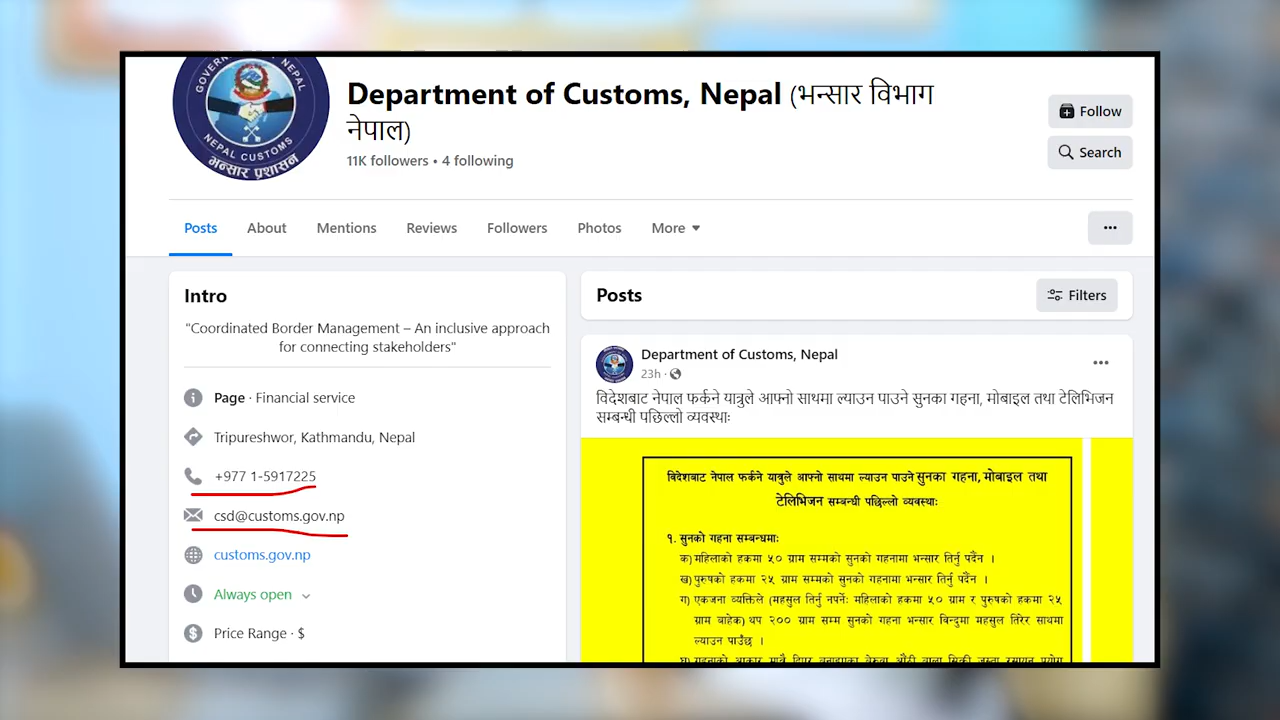 GOVERNMENT OF NEPAL
NEPAL CUSTOMS
भन्सार प्रशासन
Department of Customs, Nepal (भन्सार विभाग
नेपाल)
11K followers • 4 following
Follow
Search
Posts
About
Mentions
Reviews
Followers
Photos
More
Intro
"Coordinated Border Management – An inclusive approach
for connecting stakeholders"
Page · Financial service
Tripureshwor, Kathmandu, Nepal
+977 1-5917225
csd@customs.gov.np
customs.gov.np
Always open
Price Range · $
Posts
Filters
Department of Customs, Nepal
23h
विदेशबाट नेपाल फर्कने यात्रुले आफ्नो साथमा ल्याउन पाउने सुनका गहना, मोबाइल तथा टेलिभिजन
सम्बन्धी पछिल्लो व्यवस्थाः
विदेशबाट नेपाल फर्कने यात्रुले आफ्नो साथमा ल्याउन पाउने सुनका गहना, मोबाइल तथा
टेलिभिजन सम्बन्धी पछिल्लो व्यवस्थाः
१. सुनको गहना सम्बन्धमाः
क) महिलाको हकमा ५० ग्राम सम्मको सुनको गहनामा भन्सार तिर्नु पर्दैन ।
ख) पुरुषको हकमा २५ ग्राम सम्मको सुनको गहनामा भन्सार तिर्नु पर्दैन ।
ग) एकजना व्यक्तिले (महसुल तिर्नु नपर्नेः महिलाको हकमा ५० ग्राम र पुरुषको हकमा २५
ग्राम बाहेक) थप २०० ग्राम सम्म सुनको गहना भन्सार विन्दुमा महसुल तिरेर साथमा
ल्याउन पाउँछ ।